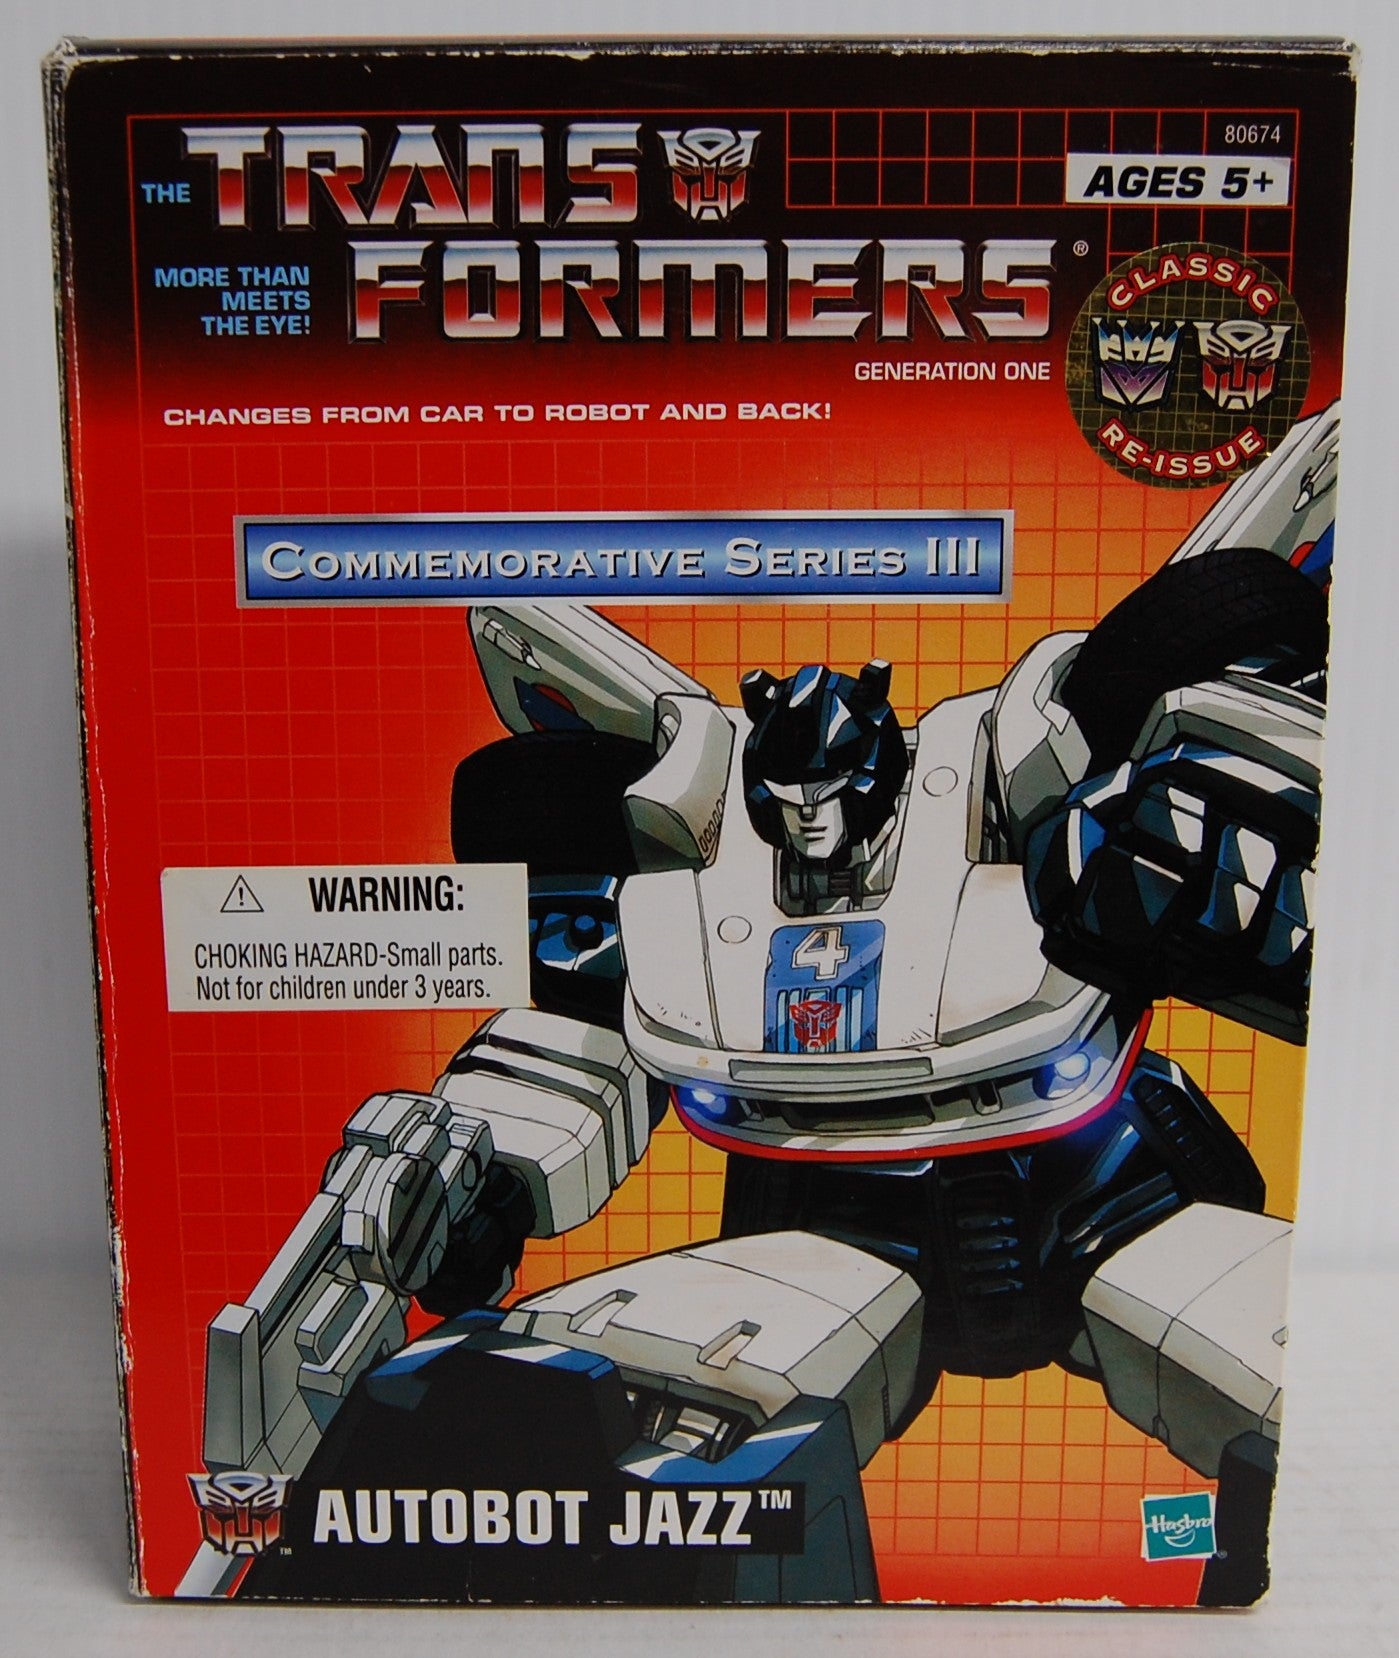 THE TRANSFORMERS®
MORE THAN
MEETS
THE EYE!
80674
AGES 5+
GENERATION ONE
CLASSIC
RE-ISSUE
CHANGES FROM CAR TO ROBOT AND BACK!
COMMEMORATIVE SERIES III
4
WARNING:
CHOKING HAZARD-Small parts.
Not for children under 3 years.
TM
AUTOBOT JAZZ™
Hasbro
®